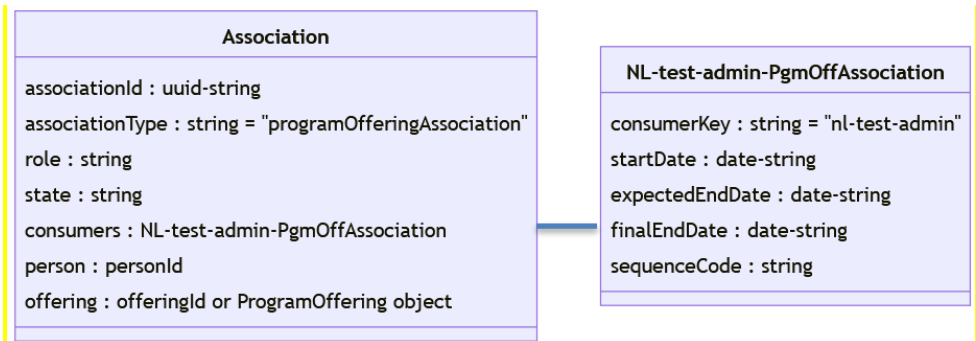 Association
associationId : uuid-string
associationType : string = "programOfferingAssociation"
role : string
state : string
consumers : NL-test-admin-PgmOffAssociation
person : personId
offering : offeringId or ProgramOffering object
NL-test-admin-PgmOffAssociation
consumerKey : string = "nl-test-admin"
startDate : date-string
expectedEndDate : date-string
finalEndDate : date-string
sequenceCode : string